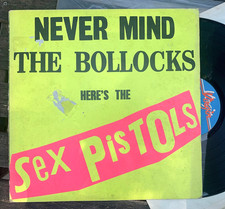 NEVER MIND
THE BOLLOCKS
HERE'S THE
Sex PiSTOLS